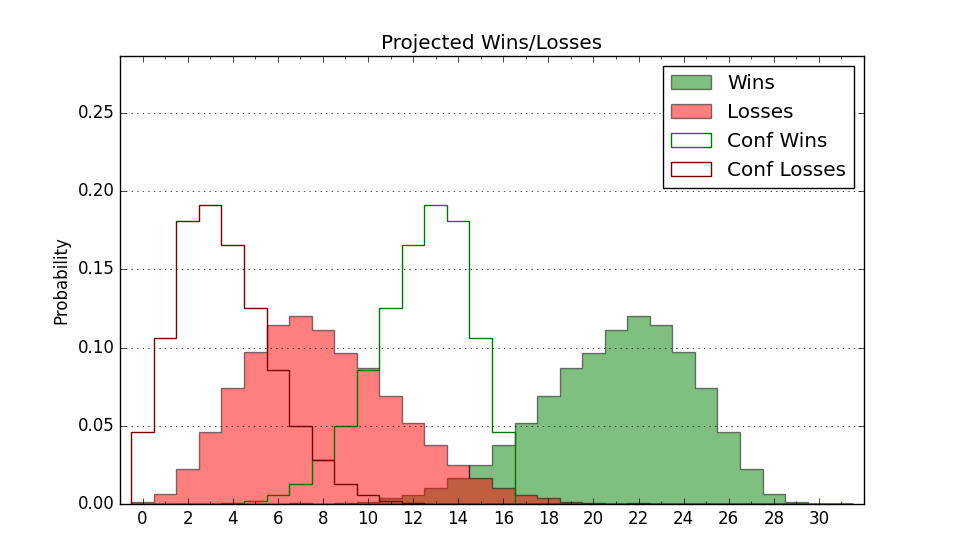 Projected Wins/Losses
Wins
Losses
Conf Wins
Conf Losses
Probability
0.25
0.20
0.15
0.10
0.05
0.00
0 2 4 6 8 10 12 14 16 18 20 22 24 26 28 30